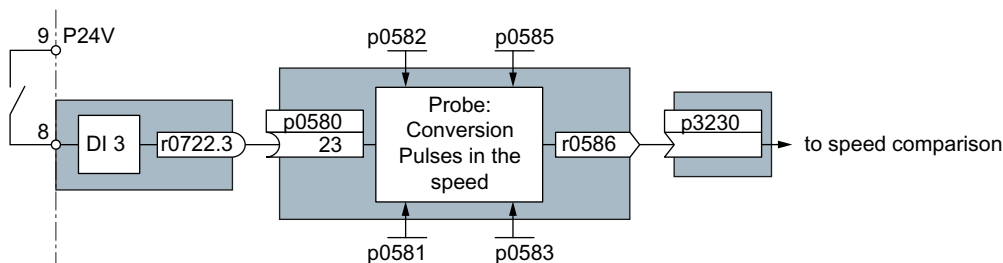 9 P24V
p0582
p0585
8
DI 3
r0722.3
p0580
23
Probe:
Conversion
Pulses in the
speed
r0586
p3230
to speed comparison
p0581
p0583